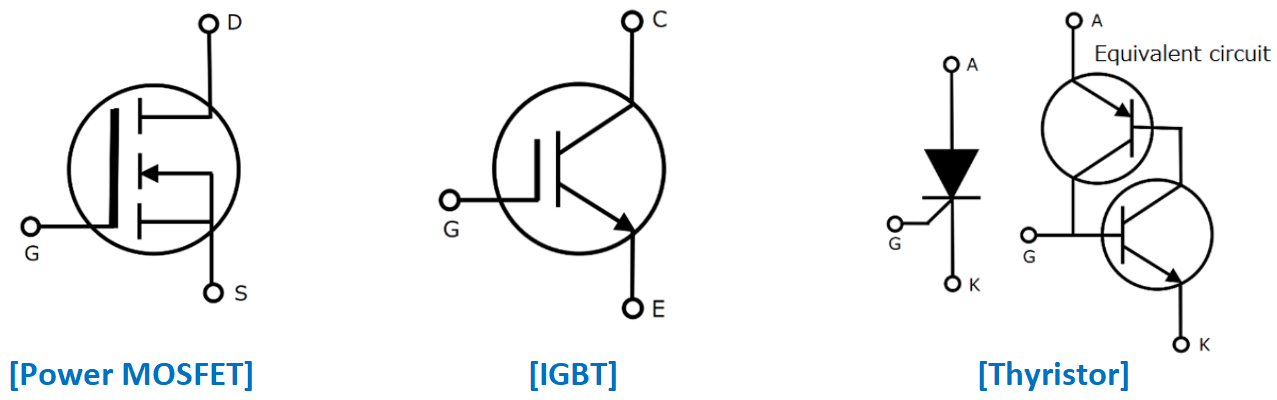 D
G
S
[Power MOSFET]
C
G
E
[IGBT]
A
G
K
A
Equivalent circuit
G
K
[Thyristor]